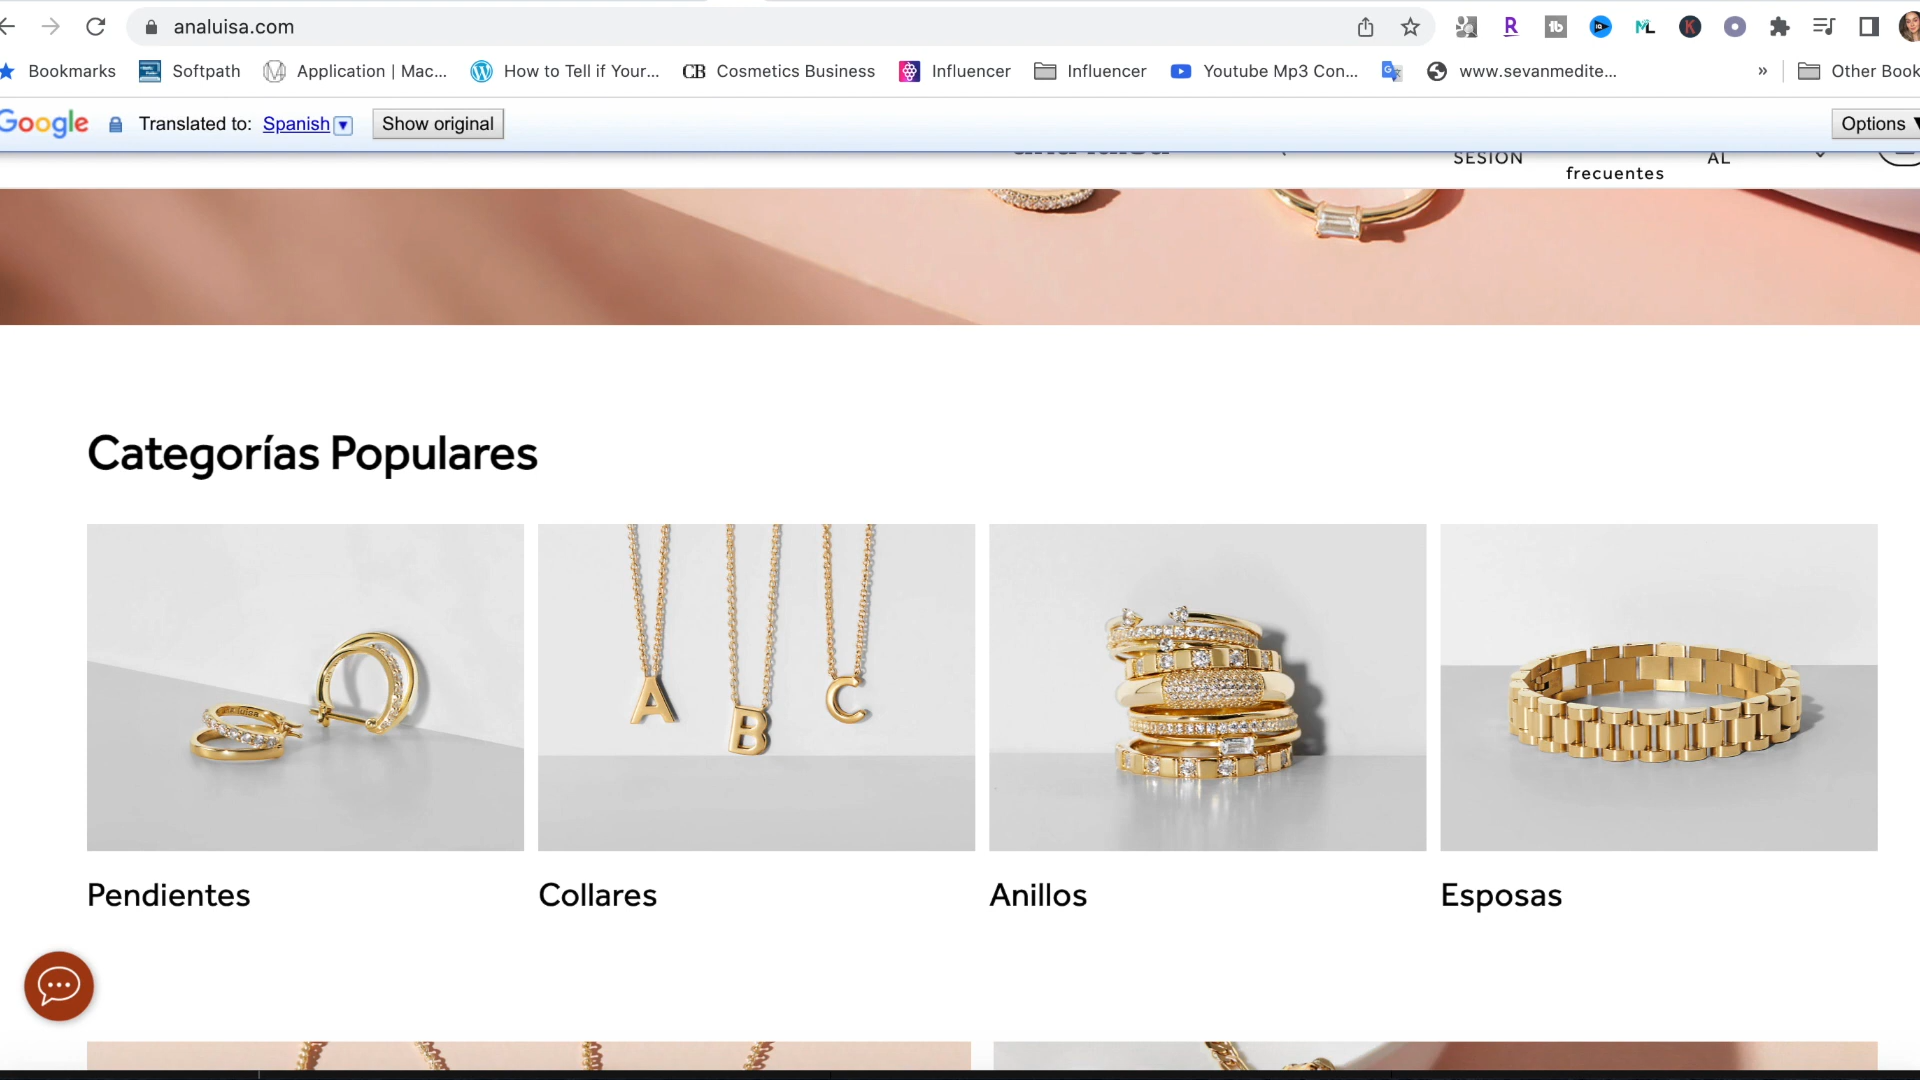 analuisa.com
Bookmarks Softpath Application | Mac... How to Tell if Your... CB Cosmetics Business Influencer Influencer Youtube Mp3 Con... www.sevanmedite... » Other Book
Google Translated to: Spanish Show original Options
SESION AL
frecuentes
Categorías Populares
A B C
Pendientes Collares Anillos Esposas